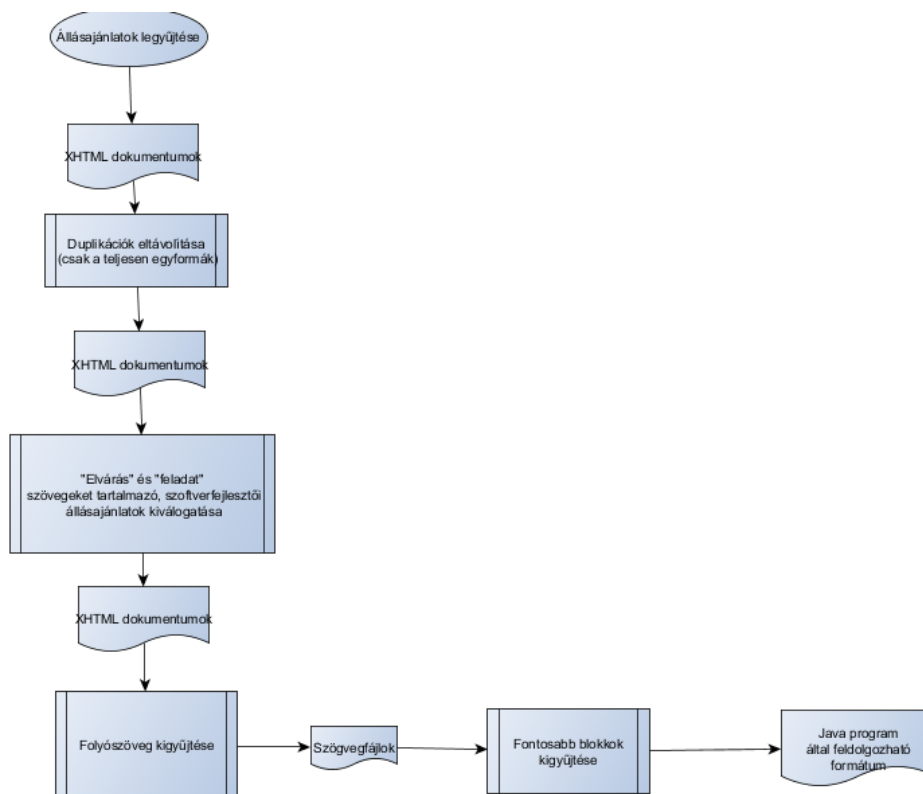 Állásajánlatok legyűjtése
XHTML dokumentumok
Duplikációk eltávolítása
(csak a teljesen egyformák)
XHTML dokumentumok
"Elvárás" és "feladat"
szövegeket tartalmazó, szoftverfejlesztői
állásajánlatok kiválogatása
XHTML dokumentumok
Folyószöveg kigyűjtése
Szögvegfájlok
Fontosabb blokkok
kigyűjtése
Java program
által feldolgozható
formátum